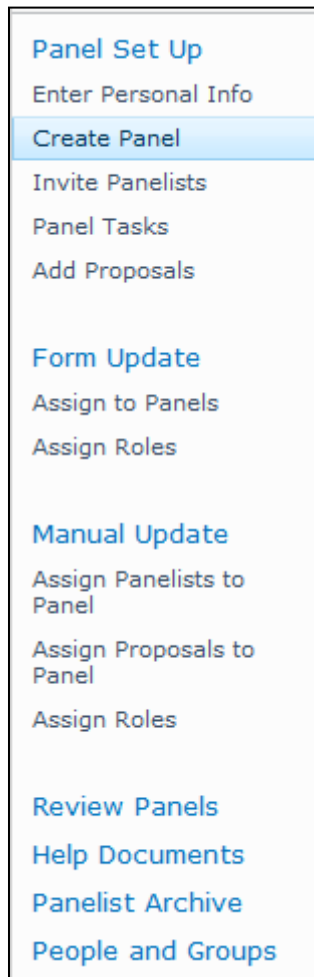 Panel Set Up
Enter Personal Info
Create Panel
Invite Panelists
Panel Tasks
Add Proposals
Form Update
Assign to Panels
Assign Roles
Manual Update
Assign Panelists to
Panel
Assign Proposals to
Panel
Assign Roles
Review Panels
Help Documents
Panelist Archive
People and Groups